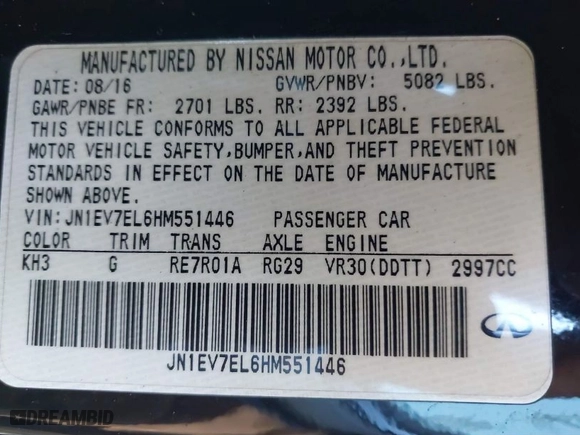 MANUFACTURED BY NISSAN MOTOR CO.,LTD.
DATE: 08/16 GVWR/PNBV: 5082 LBS.
GAWR/PNBE FR: 2701 LBS. RR: 2392 LBS.
THIS VEHICLE CONFORMS TO ALL APPLICABLE FEDERAL
MOTOR VEHICLE SAFETY,BUMPER,AND THEFT PREVENTION
STANDARDS IN EFFECT ON THE DATE OF MANUFACTURE
SHOWN ABOVE.
VIN:JN1EV7EL6HM551446 PASSENGER CAR
COLOR TRIM TRANS AXLE ENGINE
KH3 G RE7R01A RG29 VR30(DDTT) 2997CC
JN1EV7EL6HM551446
DREAMBID